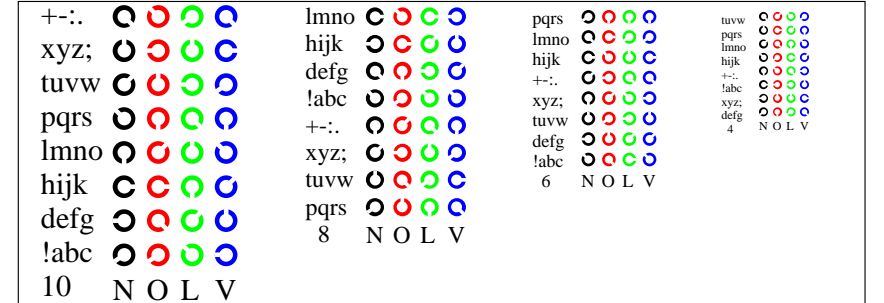 +-:.
xyz;
tuvw
pqrs
lmno
hijk
defg
!abc
10 N O L V
lmno
hijk
defg
!abc
+-:.
xyz;
tuvw
pqrs
8 N O L V
pqrs
lmno
hijk
+-:.
xyz;
tuvw
defg
!abc
6 N O L V
tuvw
pqrs
lmno
hijk
+-:.
!abc
xyz;
defg
4 N O L V